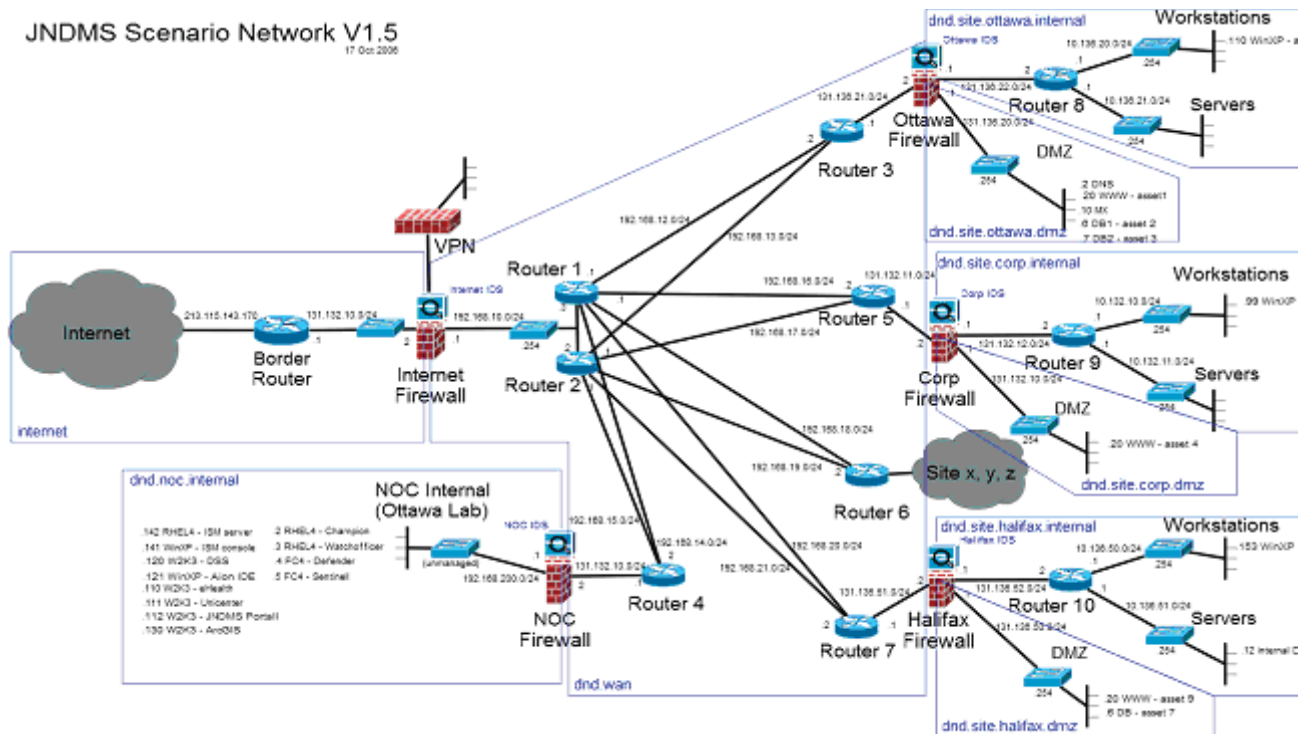 JNDMS Scenario Network V1.5
17 Oct 2006
dnd.site.ottawa.internal
Ottawa IDS
Workstations
10.136.20.0/24
.110 WinXP - a
.254
131.136.21.0/24
131.136.22.0/24
Router 8
10.136.21.0/24
Servers
.254
Ottawa
Firewall
131.136.20.0/24
Router 3
DMZ
.254
.2 DNS
.20 WWW - asset1
.10 MX
.6 DB1 - asset 2
.7 DB2 - asset 3
dnd.site.ottawa.dmz
192.168.12.0/24
192.168.13.0/24
VPN
Internet IDS
Router 1
192.168.16.0/24
131.132.11.0/24
dnd.site.corp.internal
Corp IDS
Workstations
10.132.10.0/24
.99 WinXP
.254
Internet
213.115.143.170
131.132.10.0/24
192.168.10.0/24
.254
Border
Router
Internet
Firewall
Router 2
192.168.17.0/24
Router 5
131.132.12.0/24
Router 9
10.132.11.0/24
Servers
.254
Corp
Firewall
131.132.10.0/24
DMZ
.254
.20 WWW - asset 4
dnd.site.corp.dmz
internet
192.168.18.0/24
192.168.19.0/24
Router 6
Site x, y, z
dnd.noc.internal
NOC Internal
(Ottawa Lab)
NOC IDS
.142 RHEL4 - ISM server
.141 WinXP - ISM console
.120 W2K3 - DSS
.121 WinXP - Aion IDE
.110 W2K3 - eHealth
.111 W2K3 - Unicenter
.112 W2K3 - JNDMS Portal
.130 W2K3 - ArcGIS
.2 RHEL4 - Champion
.3 RHEL4 - Watchofficer
.4 FC4 - Defender
.5 FC4 - Sentinel
(unmanaged)
192.168.200.0/24
192.168.15.0/24
192.168.14.0/24
131.132.13.0/24
Router 4
NOC
Firewall
192.168.20.0/24
192.168.21.0/24
Router 7
dnd.wan
dnd.site.halifax.internal
Halifax IDS
Workstations
10.136.50.0/24
.153 WinXP
.254
131.136.51.0/24
131.136.52.0/24
Router 10
10.136.51.0/24
Servers
.254
.12 internal D
Halifax
Firewall
131.136.50.0/24
DMZ
.254
.20 WWW - asset 9
.6 DB - asset 7
dnd.site.halifax.dmz